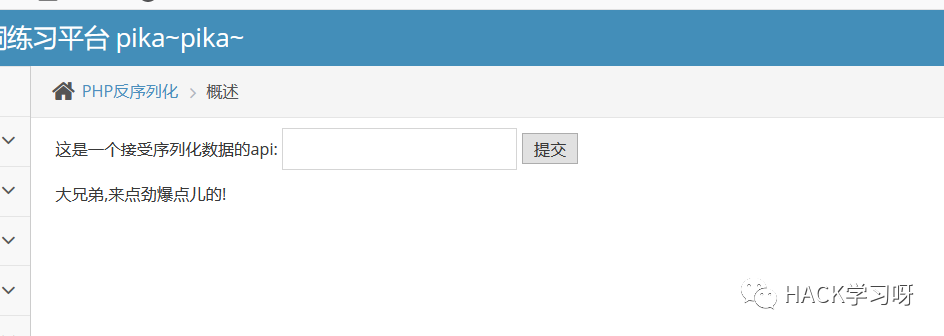 洞练习平台 pika~pika~
PHP反序列化 > 概述
这是一个接受序列化数据的api: 提交
大兄弟,来点劲爆点儿的!
HACK学习呀